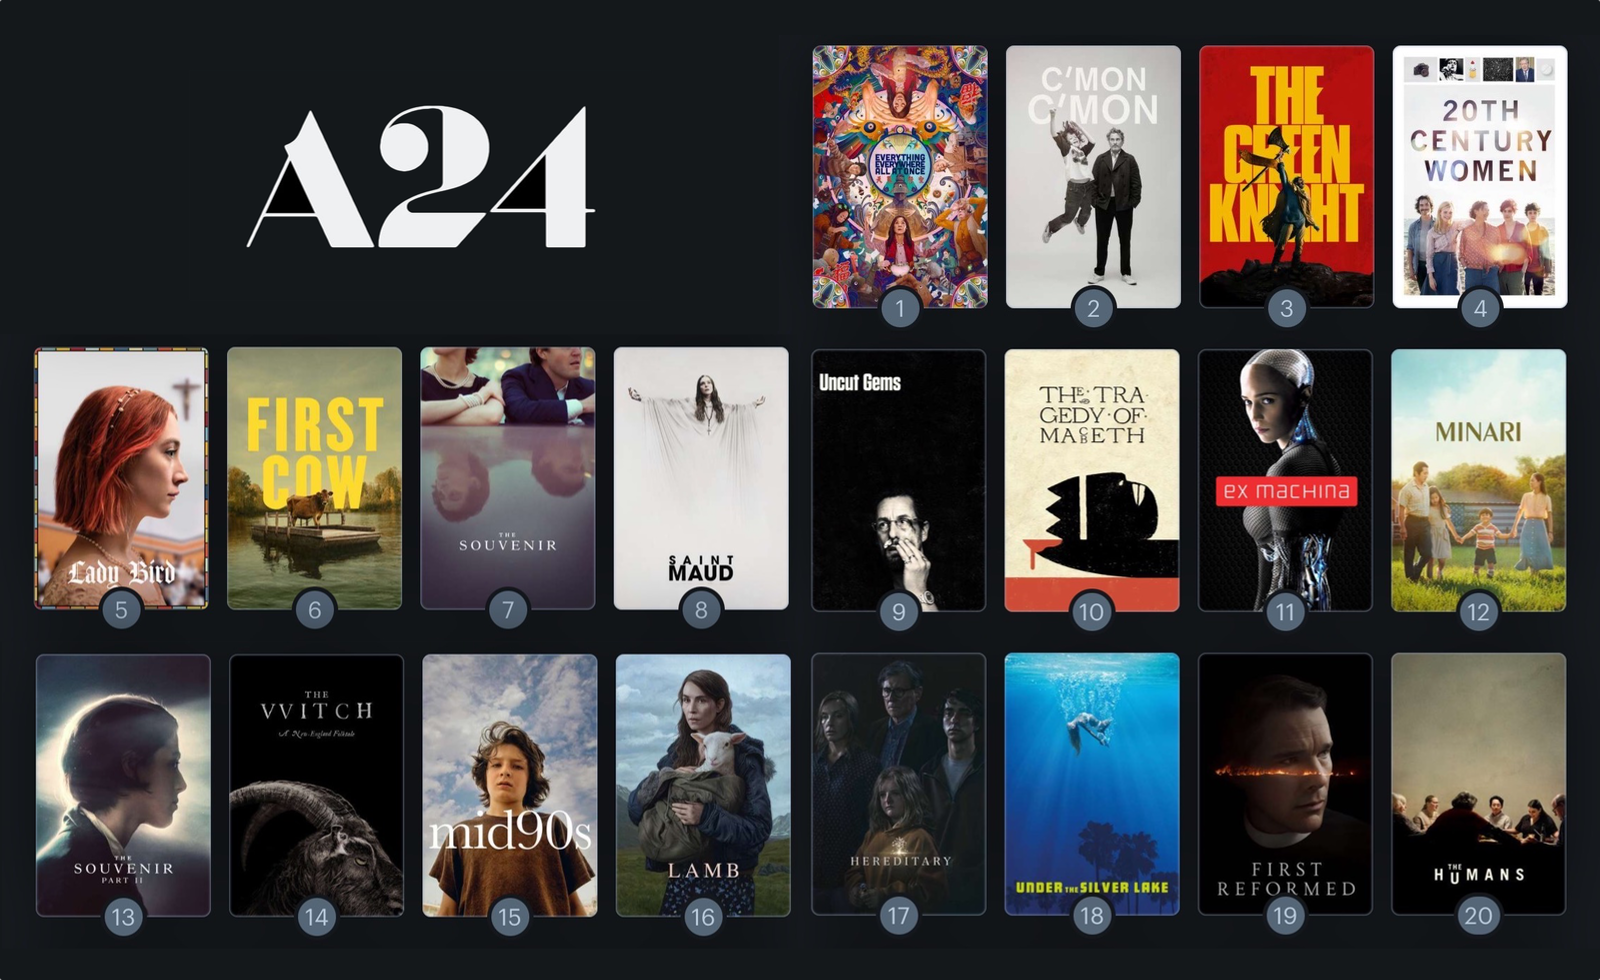 A24
EVERYTHING
EVERYWHERE
ALL AT ONCE
1
C'MON
C'MON
2
THE
GREEN
KNIGHT
3
20TH
CENTURY
WOMEN
4
Lady Bird
5
FIRST
COW
6
THE
SOUVENIR
7
SAINT
MAUD
8
Uncut Gems
9
THE·TRA
GEDY·OF·
MACBETH
10
ex machina
11
MINARI
12
THE
SOUVENIR
PART II
13
THE
VVITCH
A New-England Folktale
14
mid90s
15
LAMB
16
HEREDITARY
17
UNDER THE SILVER LAKE
18
FIRST
REFORMED
19
THE
HUMANS
20